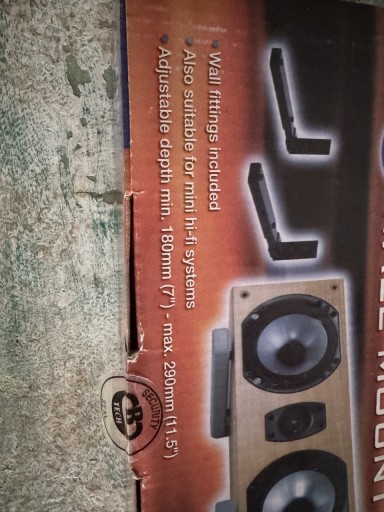 Wall fittings included
Also suitable for mini hi-fi systems
Adjustable depth min. 180mm (7") - max. 290mm (11.5")
SECURITY
TECH
MOUNT